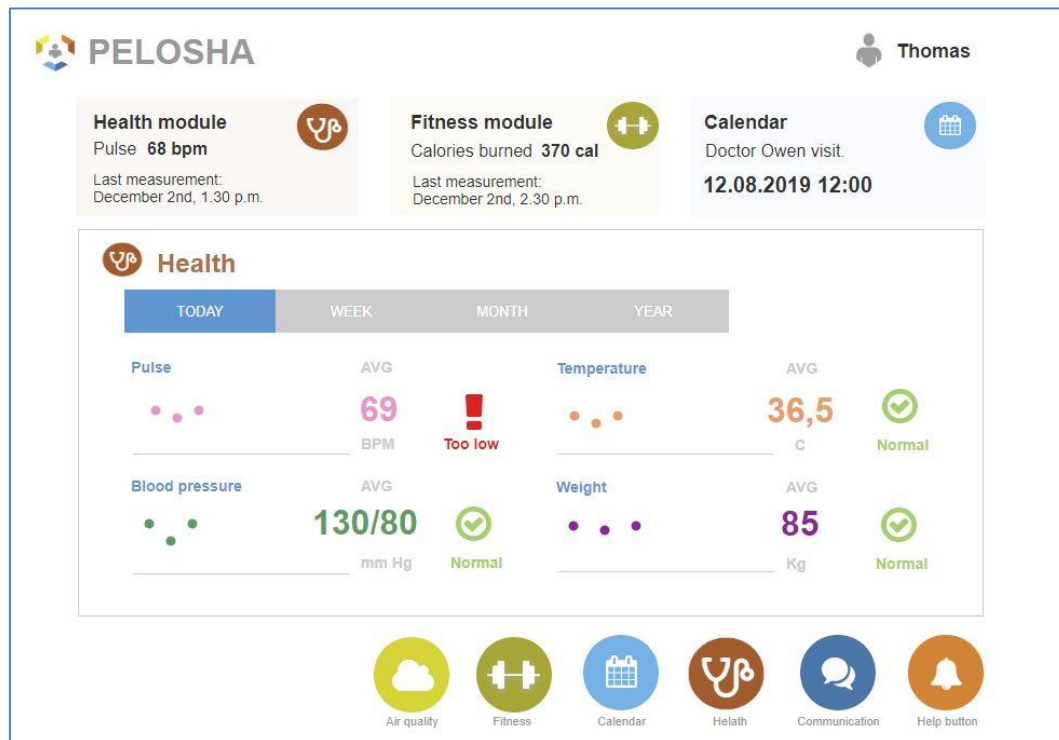 PELOSHA
Thomas
Health module
Pulse 68 bpm
Last measurement:
December 2nd, 1.30 p.m.
Fitness module
Calories burned 370 cal
Last measurement:
December 2nd, 2.30 p.m.
Calendar
Doctor Owen visit.
12.08.2019 12:00
Health
TODAY WEEK MONTH YEAR
Pulse AVG
69
BPM Too low
Temperature AVG
36,5
C Normal
Blood pressure AVG
130/80
mm Hg Normal
Weight AVG
85
Kg Normal
Air quality Fitness Calendar Helath Communication Help button